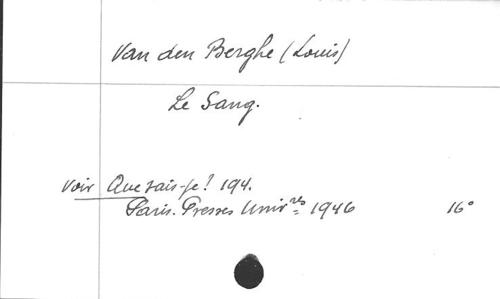 Van den Berghe (Louis)
Le Sang.
Voir Que sais-je? 194.
Paris. Presses Univ.res 1946 16°